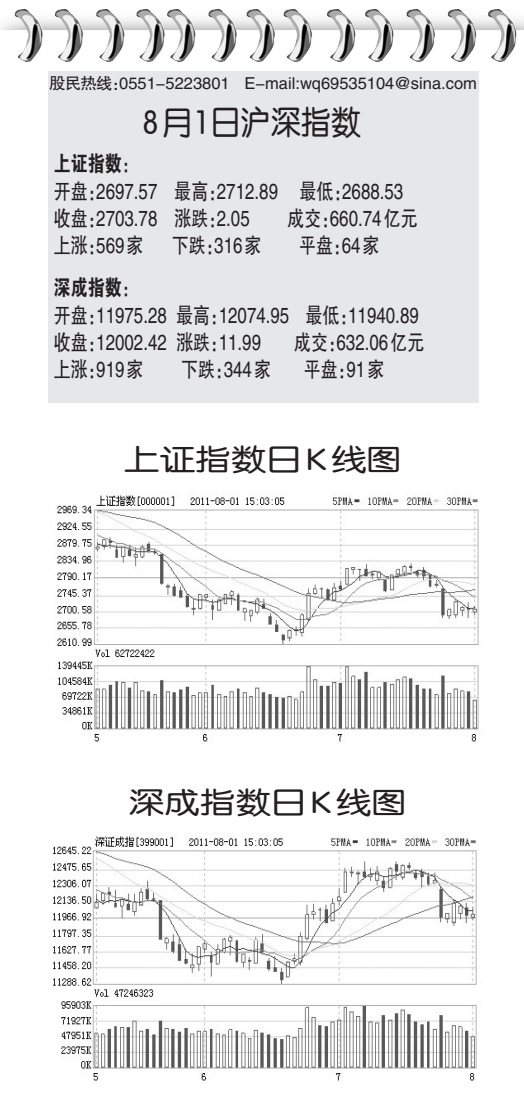 股民热线:0551-5223801 E-mail:wq69535104@sina.com
8月1日沪深指数
上证指数:
开盘:2697.57 最高:2712.89 最低:2688.53
收盘:2703.78 涨跌:2.05 成交:660.74亿元
上涨:569家 下跌:316家 平盘:64家
深成指数:
开盘:11975.28 最高:12074.95 最低:11940.89
收盘:12002.42 涨跌:11.99 成交:632.06亿元
上涨:919家 下跌:344家 平盘:91家
上证指数日K线图
上证指数[000001] 2011-08-01 15:03:05 5PMA= 10PMA= 20PMA= 30PMA=
2969.34
2924.55
2879.75
2834.96
2790.17
2745.37
2700.58
2655.78
2610.99
Vol 62722422
139445K
104584K
69722K
34861K
0K
5 6 7 8
深成指数日K线图
深证成指[399001] 2011-08-01 15:03:05 5PMA= 10PMA= 20PMA= 30PMA=
12645.22
12475.65
12306.07
12136.50
11966.92
11797.35
11627.77
11458.20
11288.62
Vol 47246323
95903K
71927K
47951K
23975K
0K
5 6 7 8